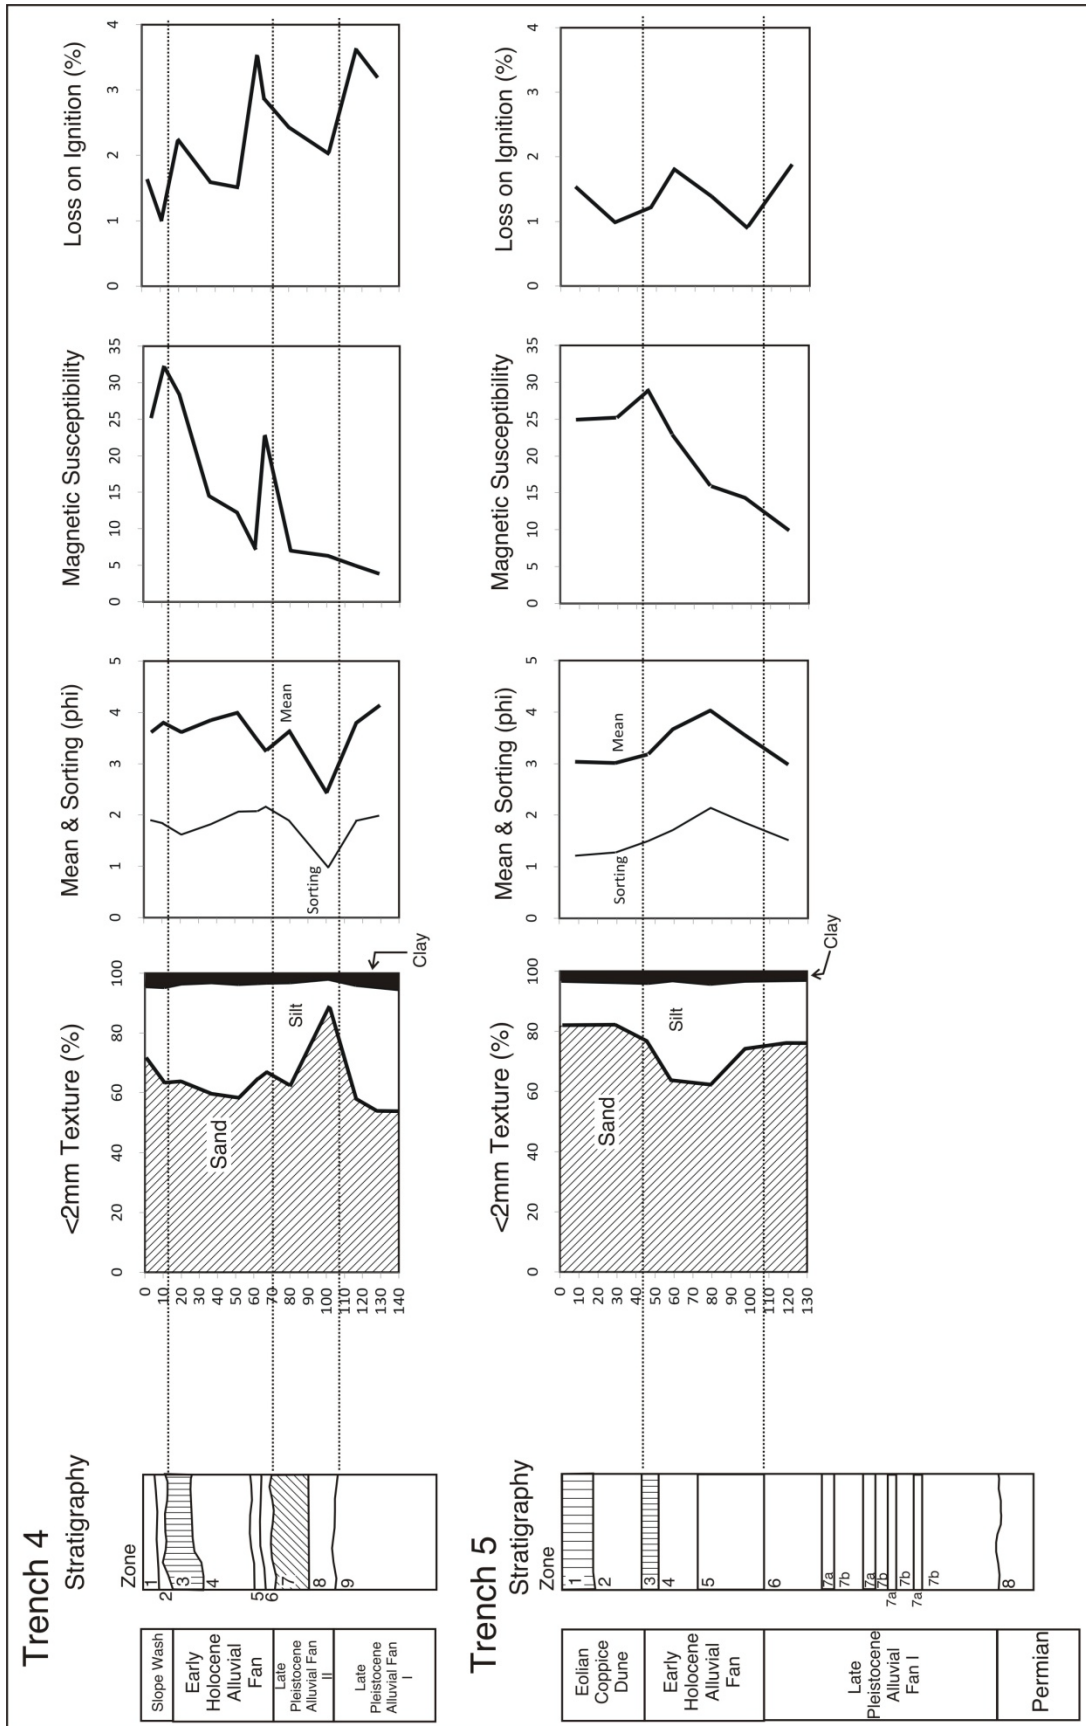 Trench 4
Stratigraphy
Zone
Slope Wash
Early
Holocene
Alluvial
Fan
Late
Pleistocene
Alluvial Fan
II
Late
Pleistocene
Alluvial Fan
I
1
2
3
4
5
6
7
8
9
<2mm Texture (%)
0 20 40 60 80 100
0
10
20
30
40
50
60
70
80
90
100
110
120
130
140
Sand
Silt
Clay
Mean & Sorting (phi)
0 1 2 3 4 5
Sorting
Mean
Magnetic Susceptibility
0 5 10 15 20 25 30 35
Loss on Ignition (%)
0 1 2 3 4
Trench 5
Stratigraphy
Zone
Eolian
Coppice
Dune
Early
Holocene
Alluvial
Fan
Late
Pleistocene
Alluvial
Fan I
Permian
1
2
3
4
5
6
7a
7b
7a
7b
7a
7b
7a
7b
8
<2mm Texture (%)
0 20 40 60 80 100
0
10
20
30
40
50
60
70
80
90
100
110
120
130
Sand
Silt
Clay
Mean & Sorting (phi)
0 1 2 3 4 5
Sorting
Mean
Magnetic Susceptibility
0 5 10 15 20 25 30 35
Loss on Ignition (%)
0 1 2 3 4